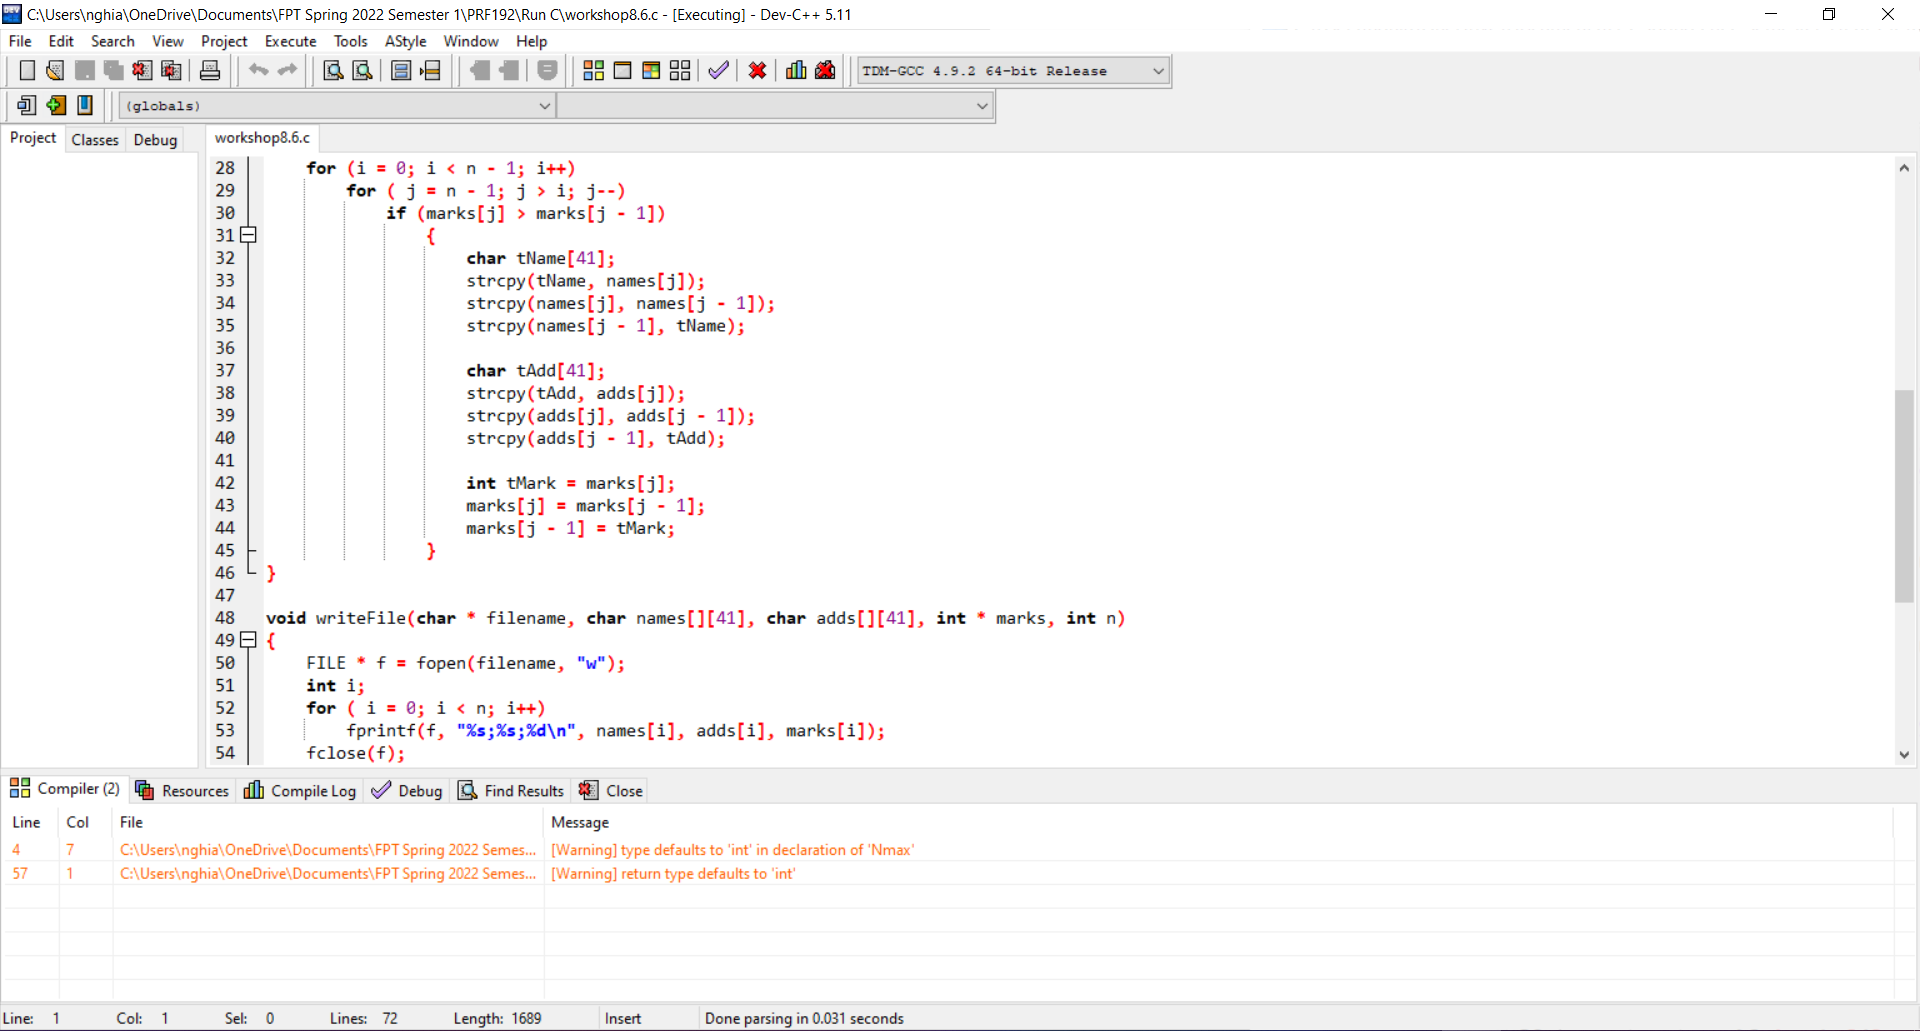 C:\Users\nghia\OneDrive\Documents\FPT Spring 2022 Semester 1\PRF192\Run C\workshop8.6.c - [Executing] - Dev-C++ 5.11
File Edit Search View Project Execute Tools AStyle Window Help
TDM-GCC 4.9.2 64-bit Release
(globals)
Project Classes Debug workshop8.6.c
28 for (i = 0; i < n - 1; i++)
29 for ( j = n - 1; j > i; j--)
30 if (marks[j] > marks[j - 1])
31 {
32 char tName[41];
33 strcpy(tName, names[j]);
34 strcpy(names[j], names[j - 1]);
35 strcpy(names[j - 1], tName);
36
37 char tAdd[41];
38 strcpy(tAdd, adds[j]);
39 strcpy(adds[j], adds[j - 1]);
40 strcpy(adds[j - 1], tAdd);
41
42 int tMark = marks[j];
43 marks[j] = marks[j - 1];
44 marks[j - 1] = tMark;
45 }
46 }
47
48 void writeFile(char * filename, char names[][41], char adds[][41], int * marks, int n)
49 {
50 FILE * f = fopen(filename, "w");
51 int i;
52 for ( i = 0; i < n; i++)
53 fprintf(f, "%s;%s;%d\n", names[i], adds[i], marks[i]);
54 fclose(f);
Compiler (2) Resources Compile Log Debug Find Results Close
Line Col File Message
4 7 C:\Users\nghia\OneDrive\Documents\FPT Spring 2022 Semes... [Warning] type defaults to 'int' in declaration of 'Nmax'
57 1 C:\Users\nghia\OneDrive\Documents\FPT Spring 2022 Semes... [Warning] return type defaults to 'int'
Line: 1 Col: 1 Sel: 0 Lines: 72 Length: 1689 Insert Done parsing in 0.031 seconds